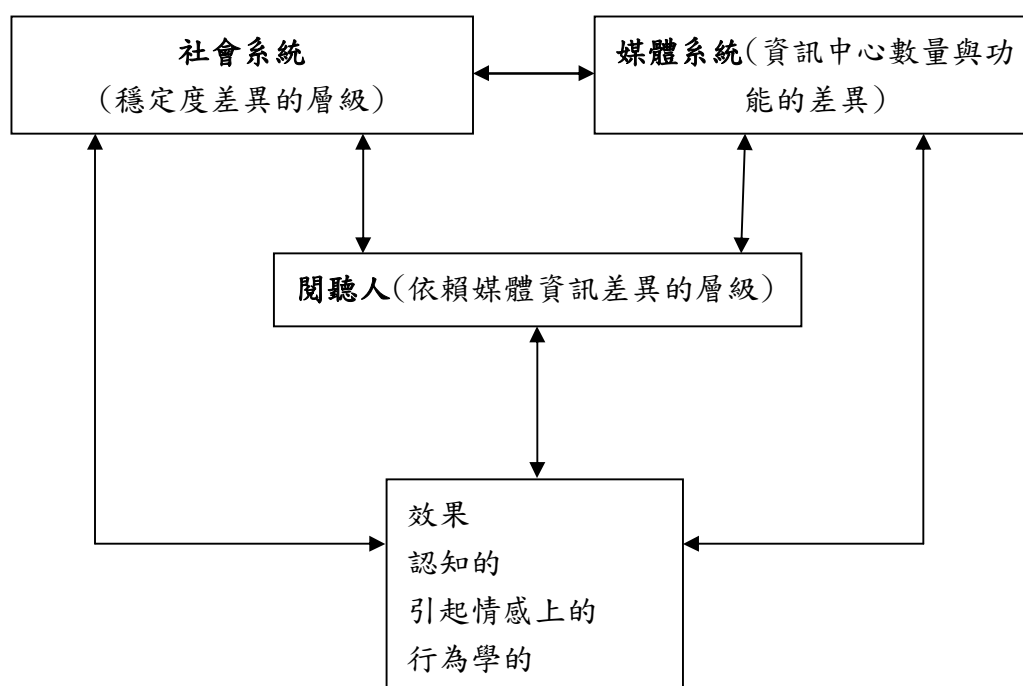 社會系統
(穩定度差異的層級)
媒體系統(資訊中心數量與功
能的差異)
閱聽人(依賴媒體資訊差異的層級)
效果
認知的
引起情感上的
行為學的